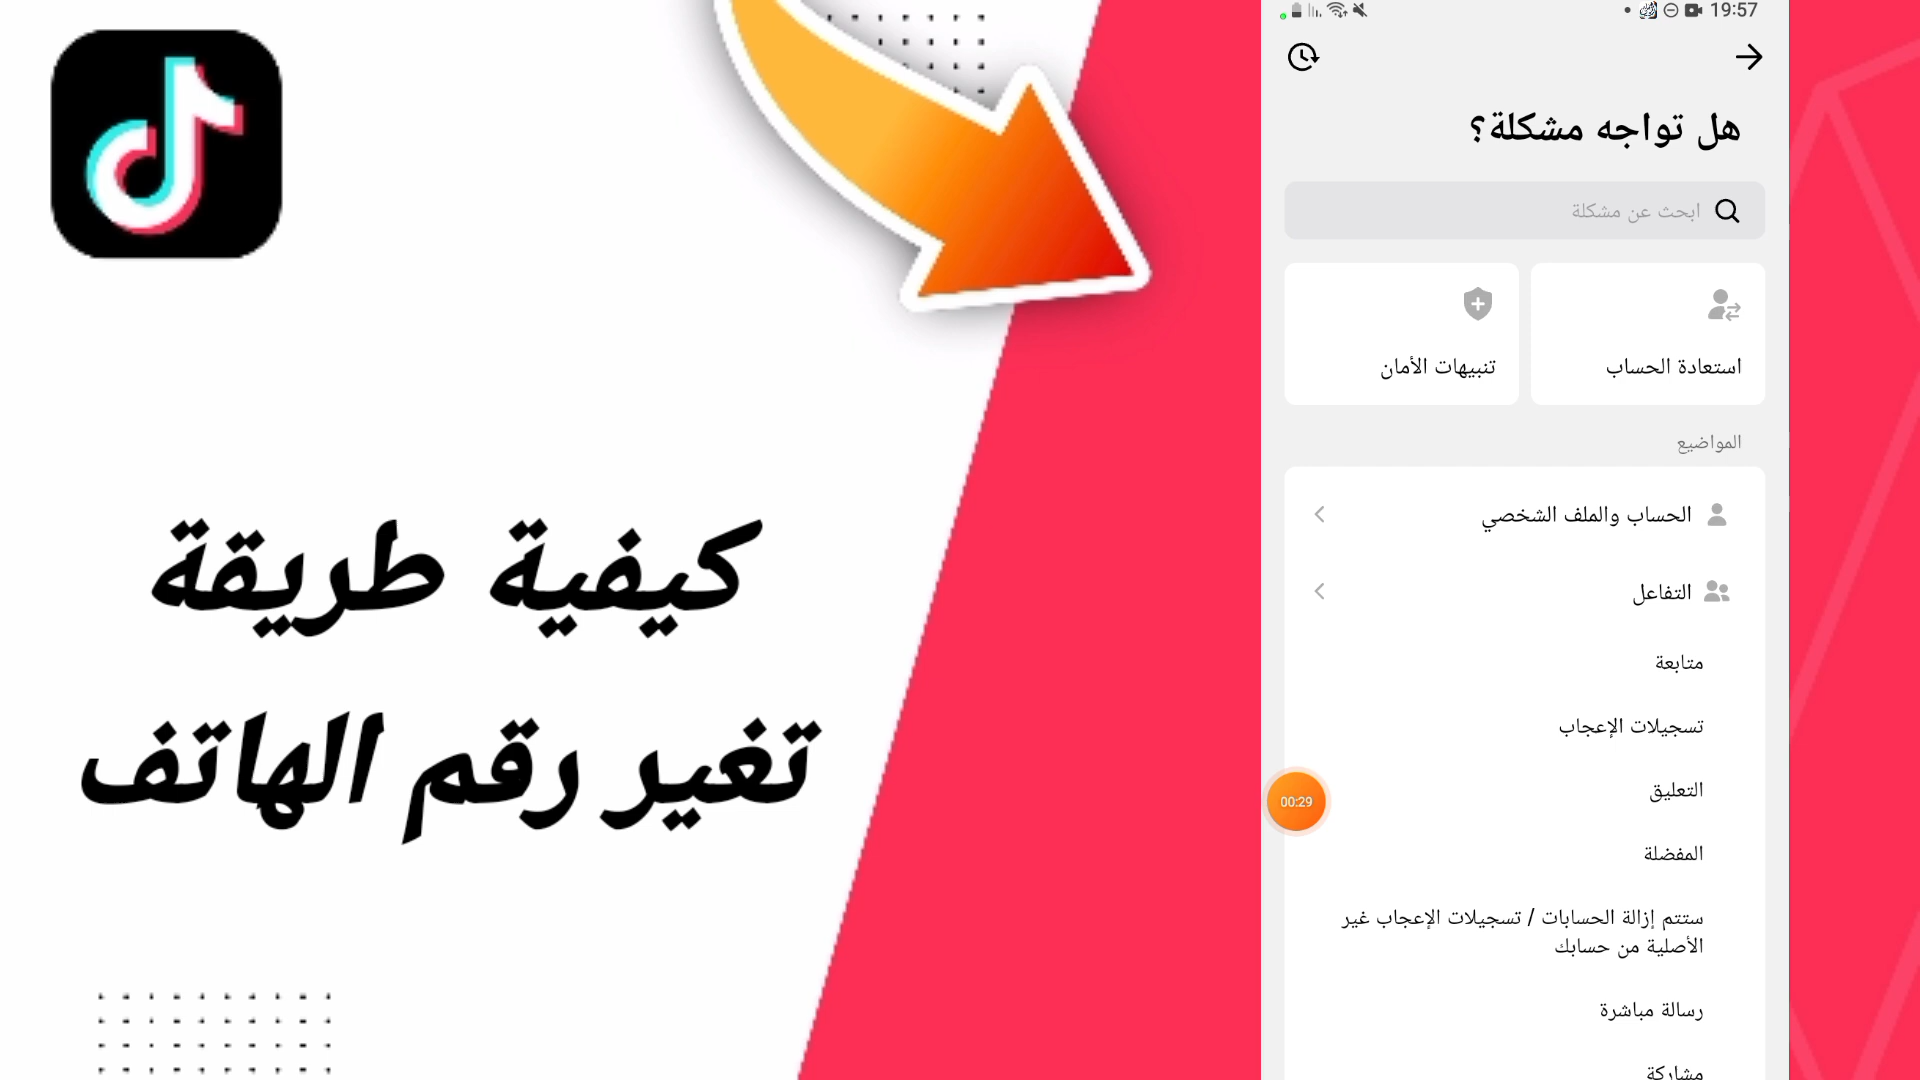 كيفية طريقة
تغير رقم الهاتف
19:57
هل تواجه مشكلة؟
ابحث عن مشكلة
استعادة الحساب
تنبيهات الأمان
المواضيع
الحساب والملف الشخصي
التفاعل
متابعة
تسجيلات الإعجاب
التعليق
00:29
المفضلة
ستتم إزالة الحسابات / تسجيلات الإعجاب غير
الأصلية من حسابك
رسالة مباشرة
مشاركة